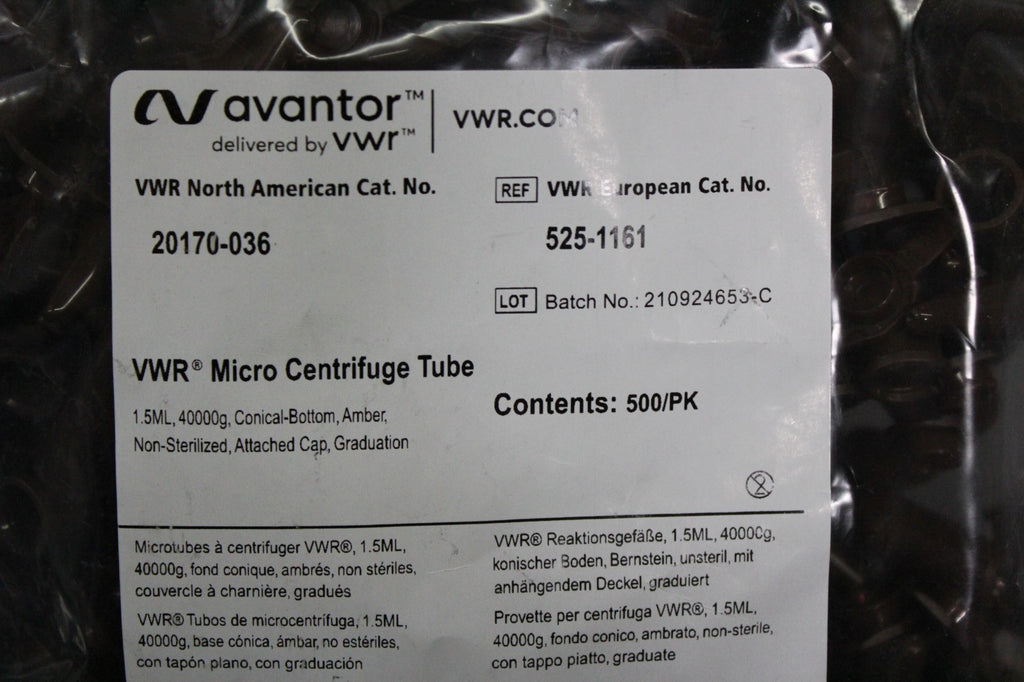 avantor™ | VWR.COM
delivered by vwr™
VWR North American Cat. No.
20170-036
REF VWR European Cat. No.
525-1161
LOT Batch No.: 210924653-C
VWR® Micro Centrifuge Tube
1.5ML, 40000g, Conical-Bottom, Amber,
Non-Sterilized, Attached Cap, Graduation
Contents: 500/PK
Microtubes à centrifuger VWR®, 1.5ML,
40000g, fond conique, ambrés, non stériles,
couvercle à charnière, gradués
VWR® Tubos de microcentrífuga, 1.5ML,
40000g, base cónica, ámbar, no estériles,
con tapón plano, con graduación
VWR® Reaktionsgefäße, 1.5ML, 40000g,
konischer Boden, Bernstein, unsteril, mit
anhängendem Deckel, graduiert
Provette per centrifuga VWR®, 1.5ML,
40000g, fondo conico, ambrato, non-sterile,
con tappo piatto, graduate